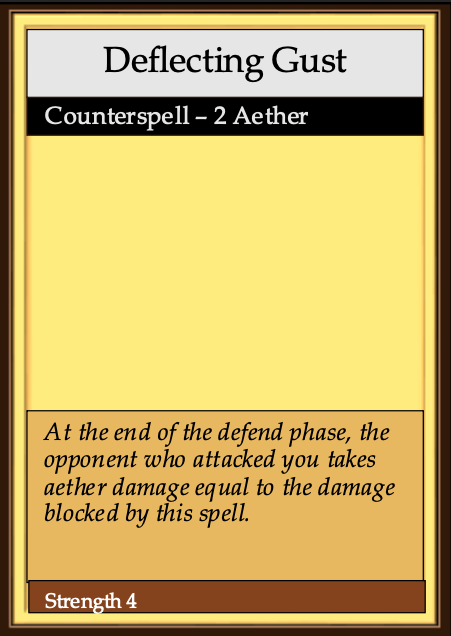 Deflecting Gust
Counterspell – 2 Aether
At the end of the defend phase, the
opponent who attacked you takes
aether damage equal to the damage
blocked by this spell.
Strength 4